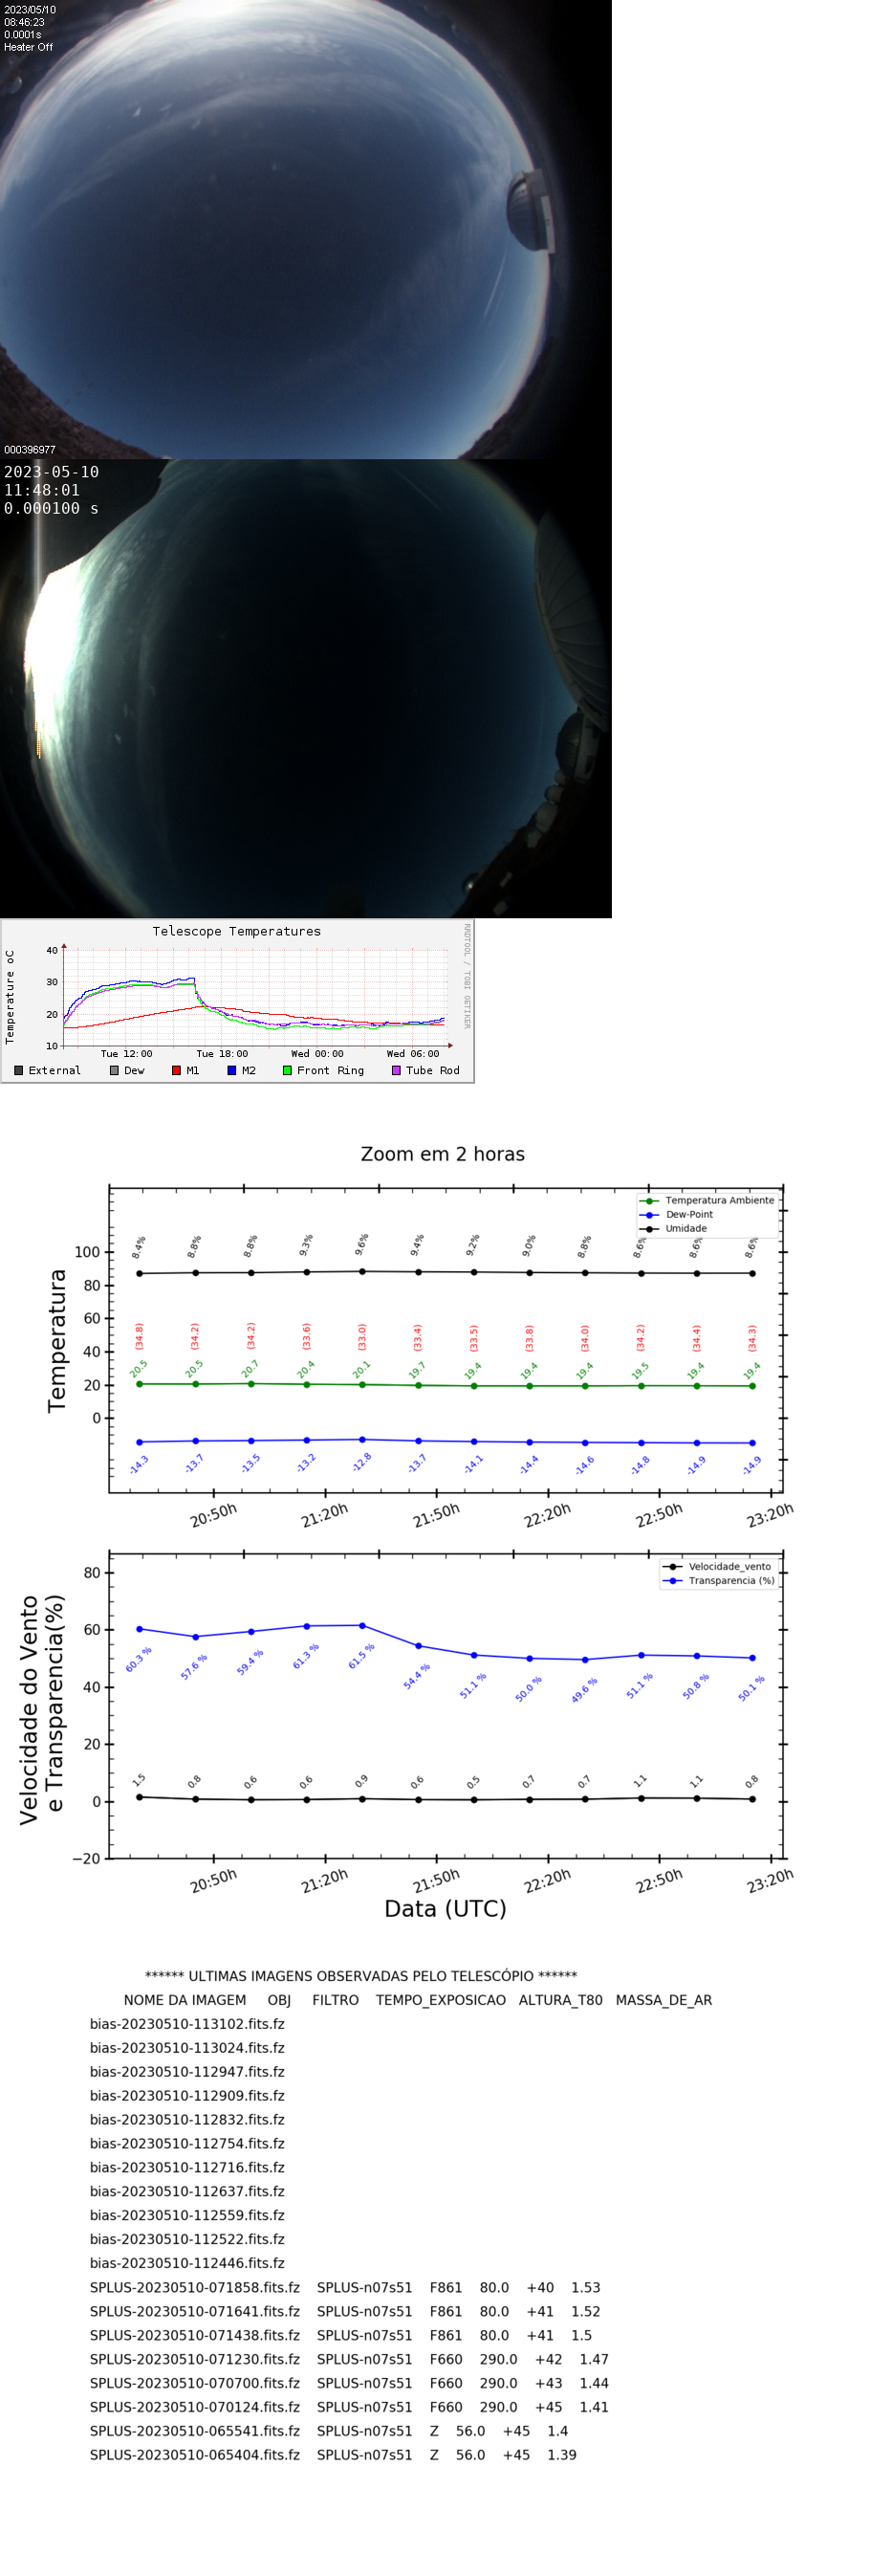 2023/05/10
08:46:23
0.0001s
Heater Off
000396977
2023-05-10
11:48:01
0.000100 s
Telescope Temperatures
RRDTOOL / TOBI OETIKER
Temperature oC
40
30
20
10
Tue 12:00 Tue 18:00 Wed 00:00 Wed 06:00
External Dew M1 M2 Front Ring Tube Rod
Zoom em 2 horas
Temperatura Ambiente
Dew-Point
Umidade
Temperatura
100
80
60
40
20
0
8.4% 8.8% 8.8% 9.3% 9.6% 9.4% 9.2% 9.0% 8.8% 8.6% 8.6% 8.6%
(34.8) (34.2) (34.2) (33.6) (33.0) (33.4) (33.5) (33.8) (34.0) (34.2) (34.4) (34.3)
20.5 20.5 20.7 20.4 20.1 19.7 19.4 19.4 19.4 19.5 19.4 19.4
-14.3 -13.7 -13.5 -13.2 -12.8 -13.7 -14.1 -14.4 -14.6 -14.8 -14.9 -14.9
20:50h 21:20h 21:50h 22:20h 22:50h 23:20h
Velocidade_vento
Transparencia (%)
Velocidade do Vento
e Transparencia(%)
80
60
40
20
0
−20
60.3 % 57.6 % 59.4 % 61.3 % 61.5 % 54.4 % 51.1 % 50.0 % 49.6 % 51.1 % 50.8 % 50.1 %
1.5 0.8 0.6 0.6 0.9 0.6 0.5 0.7 0.7 1.1 1.1 0.8
20:50h 21:20h 21:50h 22:20h 22:50h 23:20h
Data (UTC)
****** ULTIMAS IMAGENS OBSERVADAS PELO TELESCÓPIO ******
NOME DA IMAGEM OBJ FILTRO TEMPO_EXPOSICAO ALTURA_T80 MASSA_DE_AR
bias-20230510-113102.fits.fz
bias-20230510-113024.fits.fz
bias-20230510-112947.fits.fz
bias-20230510-112909.fits.fz
bias-20230510-112832.fits.fz
bias-20230510-112754.fits.fz
bias-20230510-112716.fits.fz
bias-20230510-112637.fits.fz
bias-20230510-112559.fits.fz
bias-20230510-112522.fits.fz
bias-20230510-112446.fits.fz
SPLUS-20230510-071858.fits.fz SPLUS-n07s51 F861 80.0 +40 1.53
SPLUS-20230510-071641.fits.fz SPLUS-n07s51 F861 80.0 +41 1.52
SPLUS-20230510-071438.fits.fz SPLUS-n07s51 F861 80.0 +41 1.5
SPLUS-20230510-071230.fits.fz SPLUS-n07s51 F660 290.0 +42 1.47
SPLUS-20230510-070700.fits.fz SPLUS-n07s51 F660 290.0 +43 1.44
SPLUS-20230510-070124.fits.fz SPLUS-n07s51 F660 290.0 +45 1.41
SPLUS-20230510-065541.fits.fz SPLUS-n07s51 Z 56.0 +45 1.4
SPLUS-20230510-065404.fits.fz SPLUS-n07s51 Z 56.0 +45 1.39